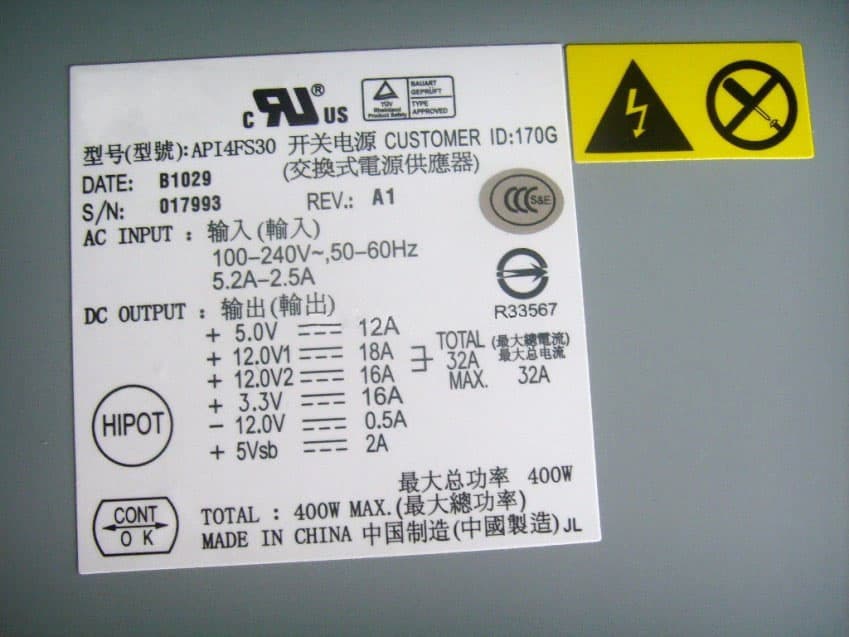 c RU® US
TÜV Rheinland Product Safety
BAUART GEPRÜFT
TYPE APPROVED
型号(型號):API4FS30 开关电源 CUSTOMER ID:170G
(交換式電源供應器)
DATE: B1029
S/N: 017993 REV.: A1
CCC S&E
AC INPUT : 输入(輸入)
100-240V~,50-60Hz
5.2A-2.5A
R33567
DC OUTPUT : 输出(輸出)
+ 5.0V 12A
+ 12.0V1 18A
+ 12.0V2 16A
TOTAL (最大總電流)
32A 最大总电流
MAX. 32A
+ 3.3V 16A
- 12.0V 0.5A
+ 5Vsb 2A
HIPOT
最大总功率 400W
TOTAL : 400W MAX.(最大總功率)
MADE IN CHINA 中国制造(中國製造) JL
CONT
O K